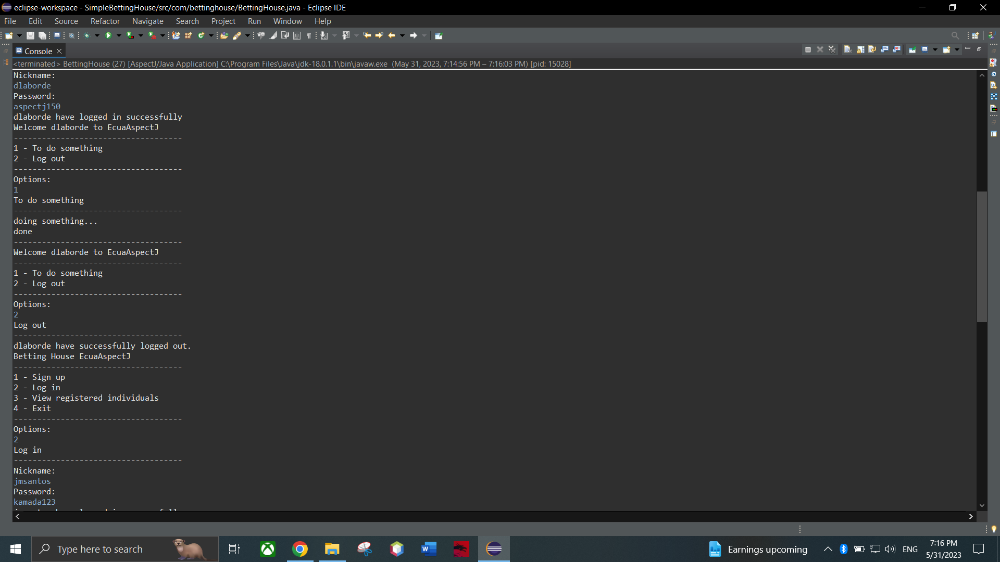 eclipse-workspace - SimpleBettingHouse/src/com/bettinghouse/BettingHouse.java - Eclipse IDE
File Edit Source Refactor Navigate Search Project Run Window Help
Console
<terminated> BettingHouse (27) [AspectJ/Java Application] C:\Program Files\Java\jdk-18.0.1.1\bin\javaw.exe (May 31, 2023, 7:14:56 PM – 7:16:03 PM) [pid: 15028]
Nickname:
dlaborde
Password:
aspectj150
dlaborde have logged in successfully
Welcome dlaborde to EcuaAspectJ
------------------------------------
1 - To do something
2 - Log out
------------------------------------
Options:
1
To do something
------------------------------------
doing something...
done
------------------------------------
Welcome dlaborde to EcuaAspectJ
------------------------------------
1 - To do something
2 - Log out
------------------------------------
Options:
2
Log out
------------------------------------
dlaborde have successfully logged out.
Betting House EcuaAspectJ
------------------------------------
1 - Sign up
2 - Log in
3 - View registered individuals
4 - Exit
------------------------------------
Options:
2
Log in
------------------------------------
Nickname:
jmsantos
Password:
kamada123
Type here to search
Earnings upcoming
ENG
7:16 PM
5/31/2023